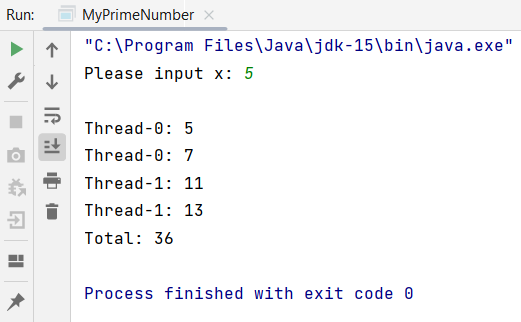 Run: MyPrimeNumber
"C:\Program Files\Java\jdk-15\bin\java.exe"
Please input x: 5
Thread-0: 5
Thread-0: 7
Thread-1: 11
Thread-1: 13
Total: 36
Process finished with exit code 0